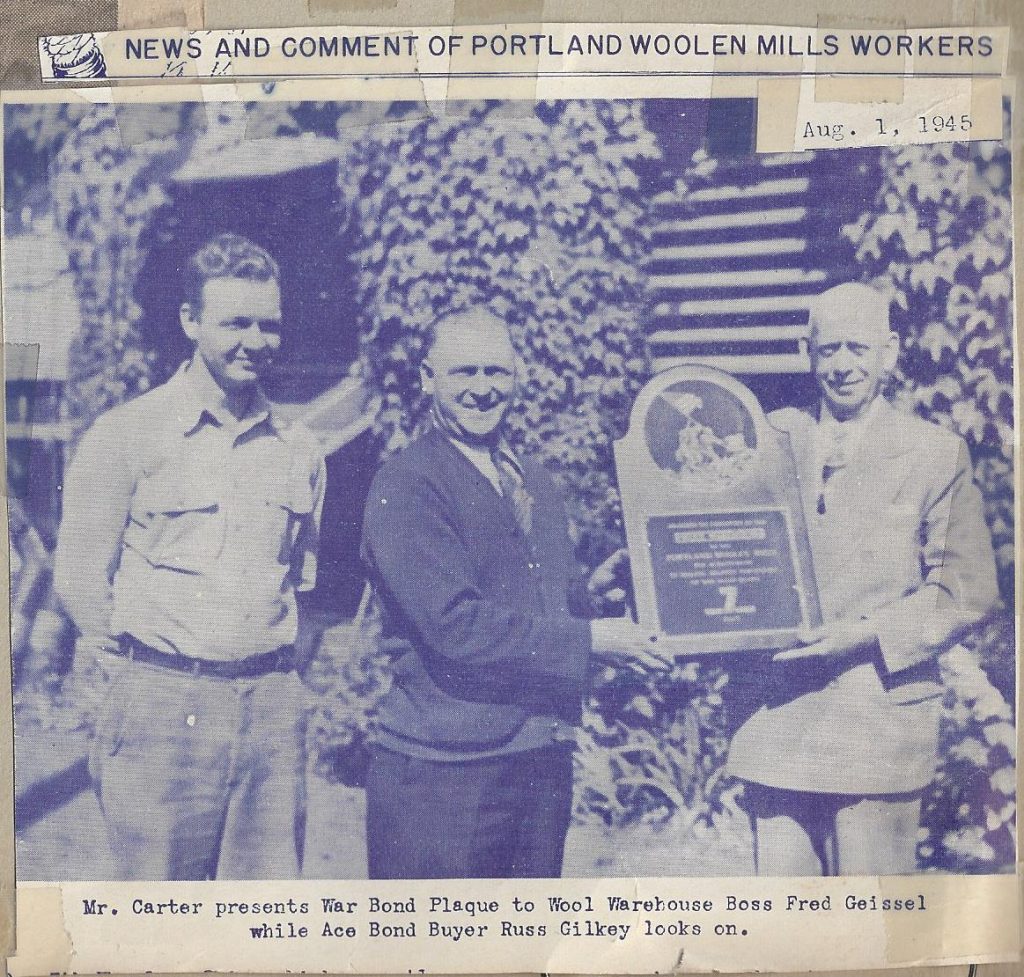 NEWS AND COMMENT OF PORTLAND WOOLEN MILLS WORKERS
Aug. 1, 1945
7
Mr. Carter presents War Bond Plaque to Wool Warehouse Boss Fred Geissel
while Ace Bond Buyer Russ Gilkey looks on.